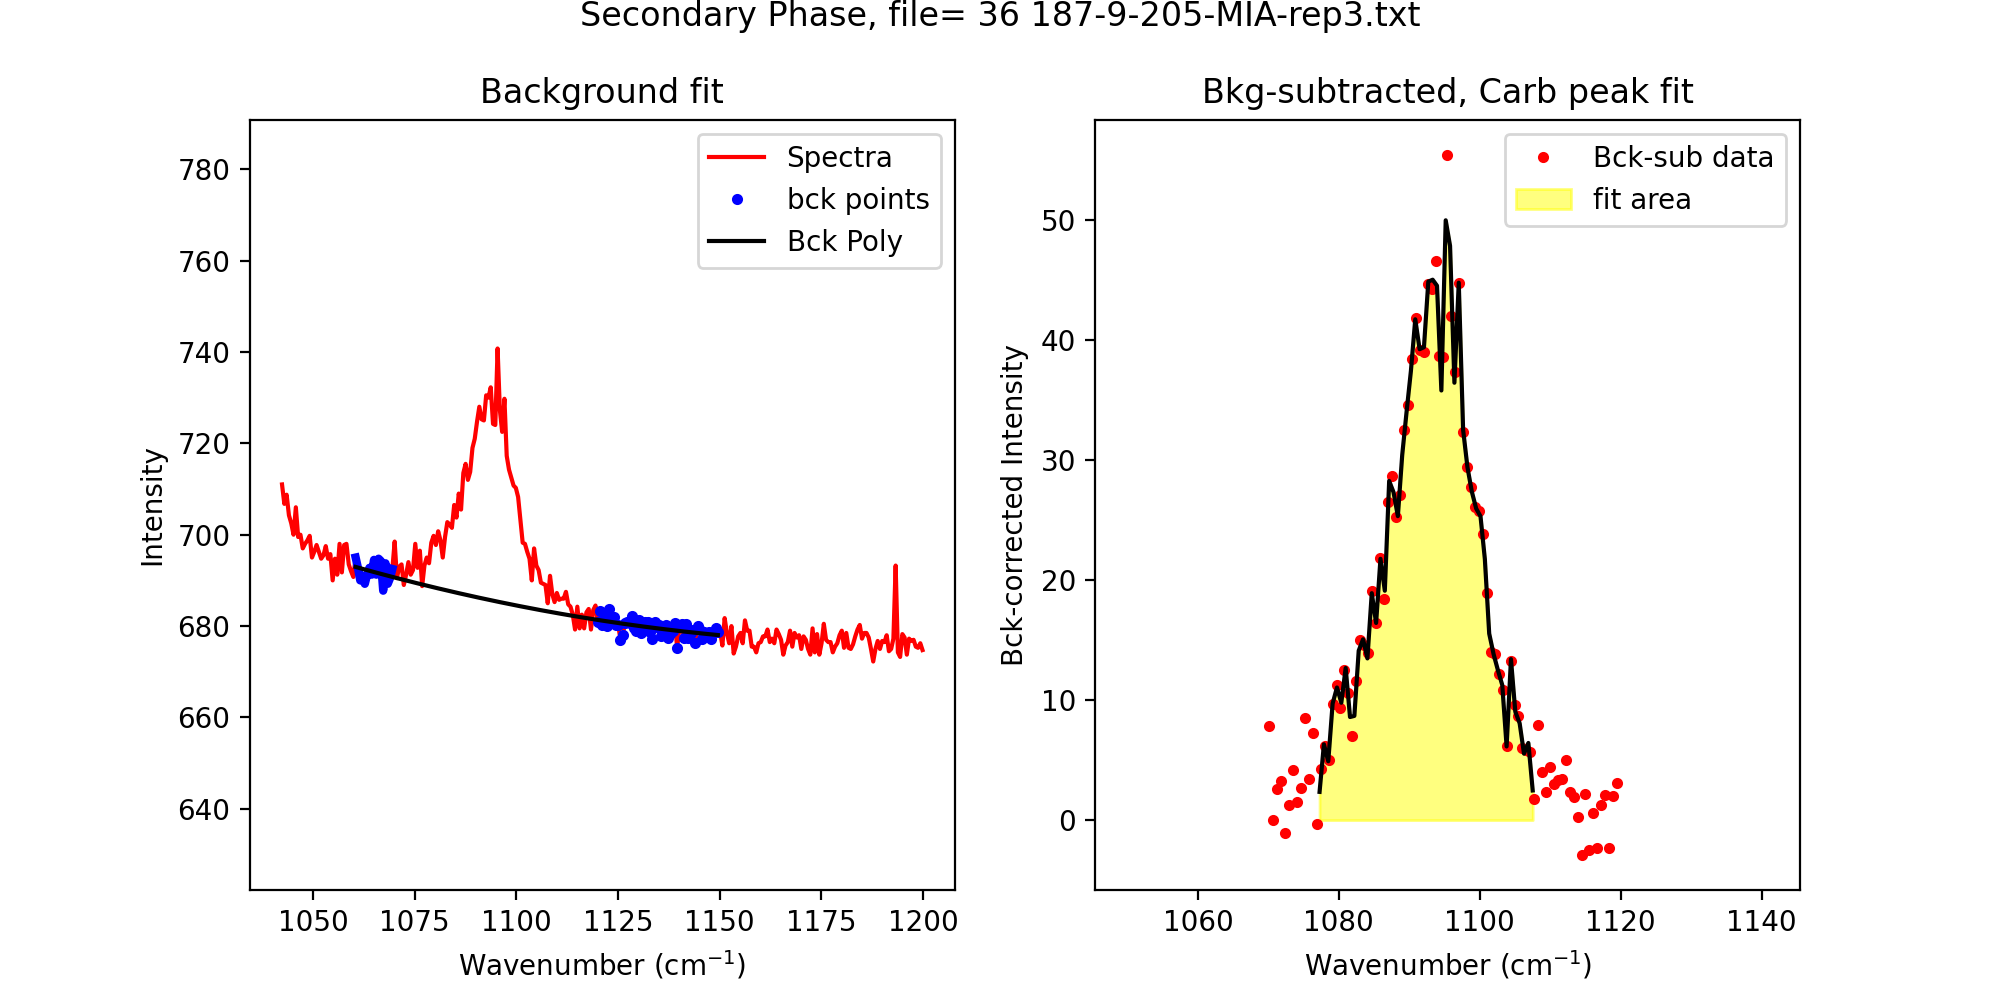 Secondary Phase, file= 36 187-9-205-MIA-rep3.txt
Background fit
Spectra
bck points
Bck Poly
780
760
740
720
700
680
660
640
Intensity
1050 1075 1100 1125 1150 1175 1200
Wavenumber (cm⁻¹)
Bkg-subtracted, Carb peak fit
Bck-sub data
fit area
50
40
30
20
10
0
Bck-corrected Intensity
1060 1080 1100 1120 1140
Wavenumber (cm⁻¹)